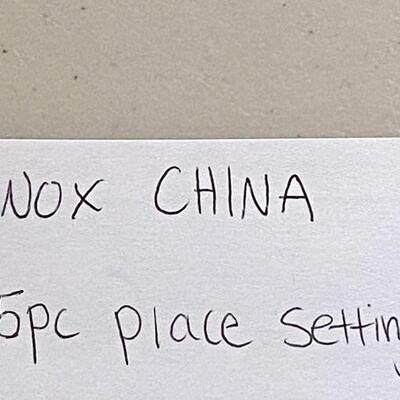 NOX CHINA
5pc place settin